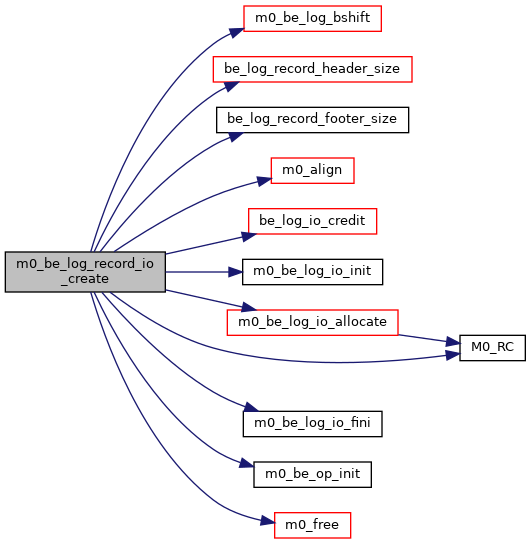 m0_be_log_bshift
be_log_record_header_size
be_log_record_footer_size
m0_align
be_log_io_credit
m0_be_log_record_io
_create
m0_be_log_io_init
m0_be_log_io_allocate
M0_RC
m0_be_log_io_fini
m0_be_op_init
m0_free